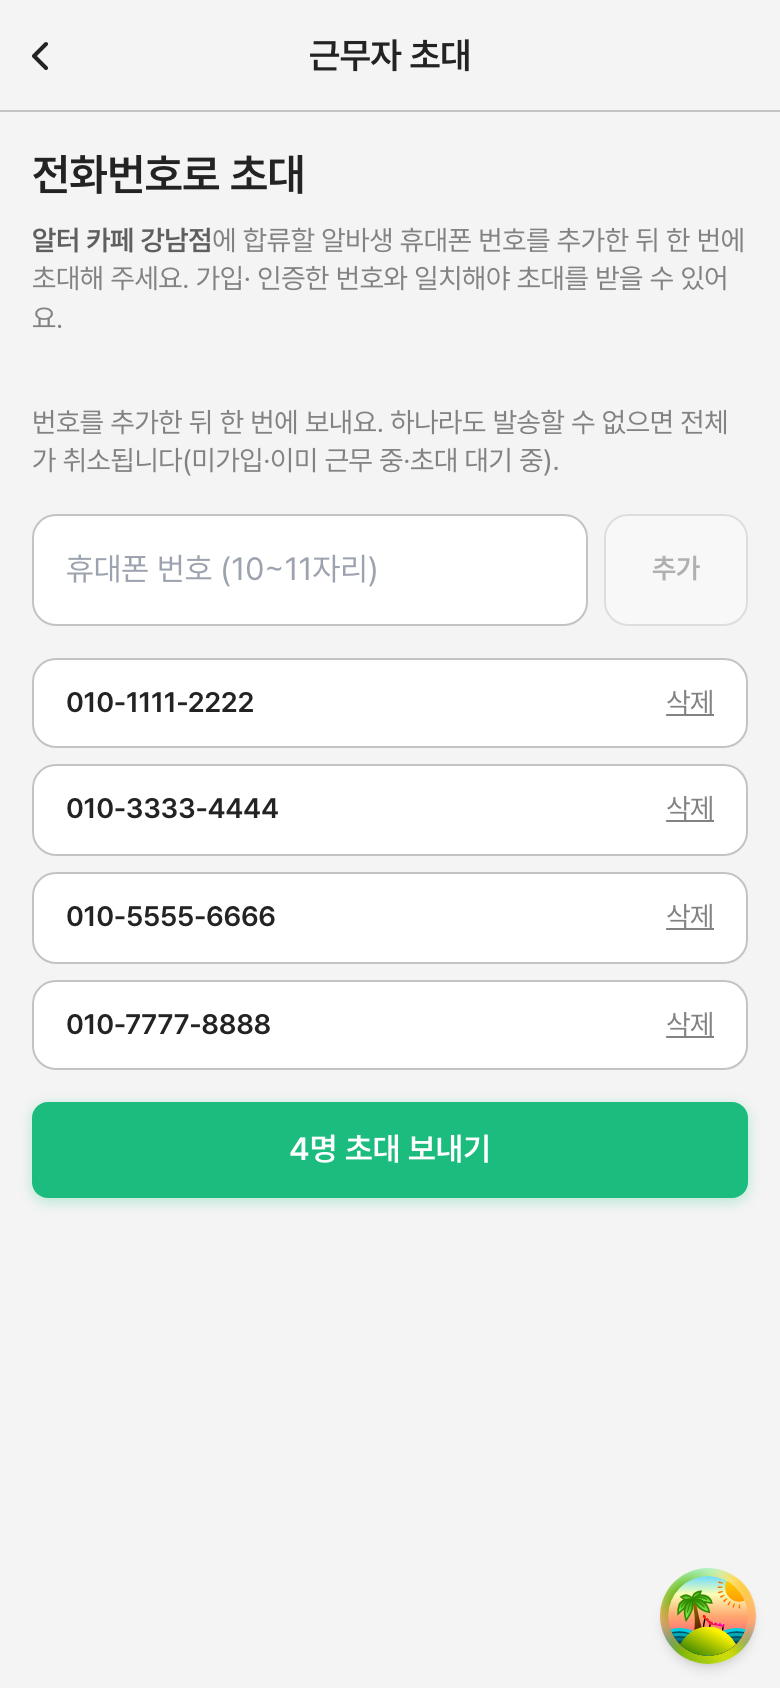 근무자 초대
전화번호로 초대
알터 카페 강남점에 합류할 알바생 휴대폰 번호를 추가한 뒤 한 번에
초대해 주세요. 가입· 인증한 번호와 일치해야 초대를 받을 수 있어
요.
번호를 추가한 뒤 한 번에 보내요. 하나라도 발송할 수 없으면 전체
가 취소됩니다(미가입·이미 근무 중·초대 대기 중).
휴대폰 번호 (10~11자리)
추가
010-1111-2222
삭제
010-3333-4444
삭제
010-5555-6666
삭제
010-7777-8888
삭제
4명 초대 보내기